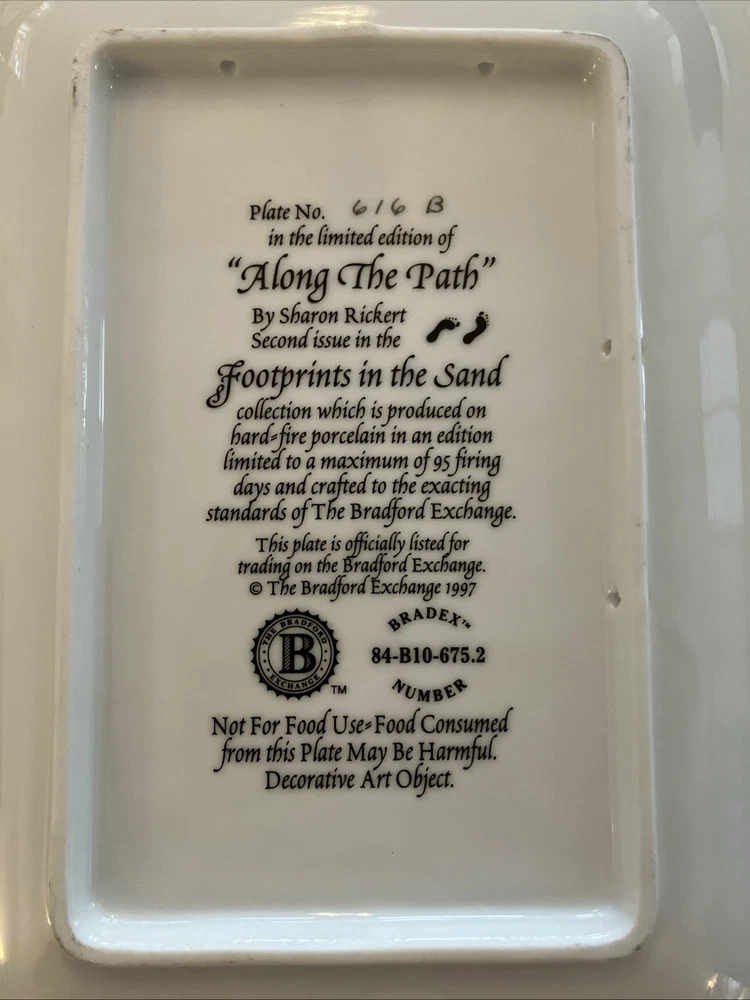 Plate No. 616 B
in the limited edition of
“Along The Path”
By Sharon Rickert
Second issue in the
Footprints in the Sand
collection which is produced on
hard-fire porcelain in an edition
limited to a maximum of 95 firing
days and crafted to the exacting
standards of The Bradford Exchange.
This plate is officially listed for
trading on the Bradford Exchange.
© The Bradford Exchange 1997
THE BRADFORD
B
EXCHANGE
TM
BRADEX™
84-B10-675.2
NUMBER
Not For Food Use-Food Consumed
from this Plate May Be Harmful.
Decorative Art Object.